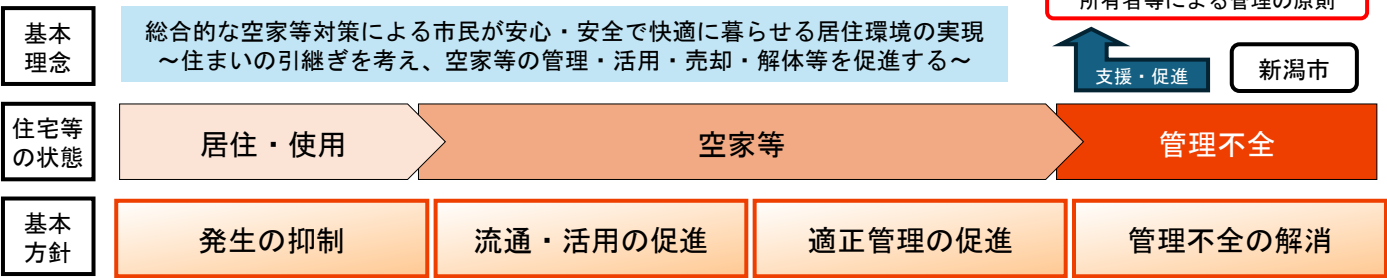 所有者等による管理の原則
基本
理念
総合的な空家等対策による市民が安心・安全で快適に暮らせる居住環境の実現
～住まいの引継ぎを考え、空家等の管理・活用・売却・解体等を促進する～
支援・促進
新潟市
住宅等
の状態
居住・使用
空家等
管理不全
基本
方針
発生の抑制
流通・活用の促進
適正管理の促進
管理不全の解消